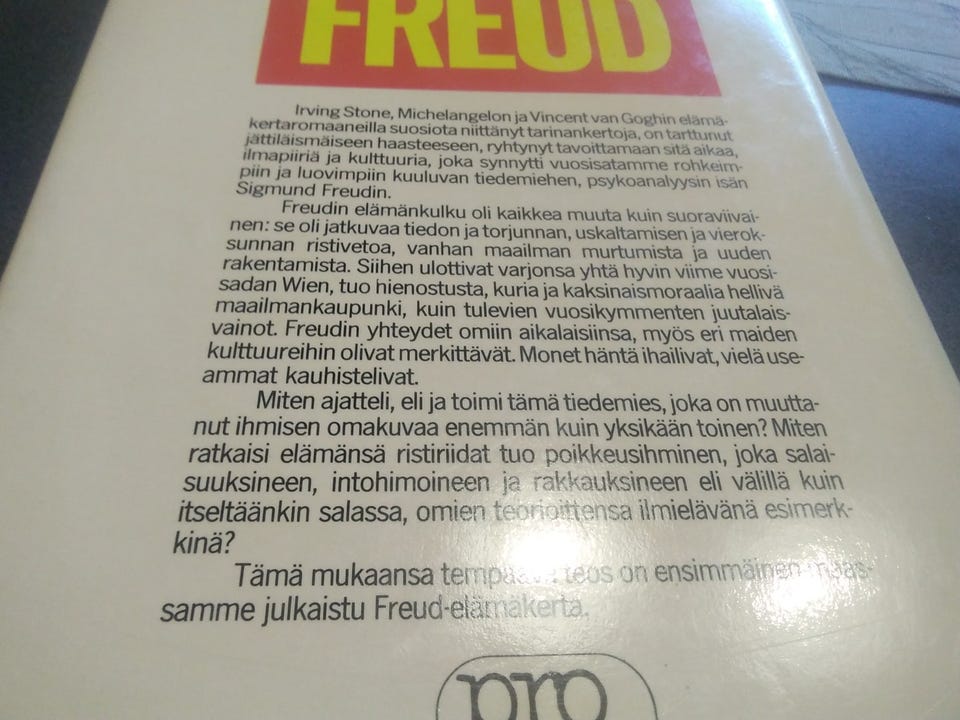 FREUD
Irving Stone, Michelangelon ja Vincent van Goghin elämä-
kertaromaaneilla suosiota niittänyt tarinankertoja, on tarttunut
jättiläismäiseen haasteeseen, ryhtynyt tavoittamaan sitä aikaa,
ilmapiiriä ja kulttuuria, joka synnytti vuosisatamme rohkeim-
piin ja luovimpiin kuuluvan tiedemiehen, psykoanalyysin isän
Sigmund Freudin.
Freudin elämänkulku oli kaikkea muuta kuin suoraviivai-
nen: se oli jatkuvaa tiedon ja torjunnan, uskaltamisen ja vierok-
sunnan ristivetoa, vanhan maailman murtumista ja uuden
rakentamista. Siihen ulottivat varjonsa yhtä hyvin viime vuosi-
sadan Wien, tuo hienostusta, kuria ja kaksinaismoraalia hellivä
maailmankaupunki, kuin tulevien vuosikymmenten juutalais-
vainot. Freudin yhteydet omiin aikalaisiinsa, myös eri maiden
kulttuureihin olivat merkittävät. Monet häntä ihailivat, vielä use-
ammat kauhistelivat.
Miten ajatteli, eli ja toimi tämä tiedemies, joka on muutta-
nut ihmisen omakuvaa enemmän kuin yksikään toinen? Miten
ratkaisi elämänsä ristiriidat tuo poikkeusihminen, joka salai-
suuksineen, intohimoineen ja rakkauksineen eli välillä kuin
itseltäänkin salassa, omien teorioittensa ilmielävänä esimerk-
kinä?
Tämä mukaansa tempaava teos on ensimmäinen maas-
samme julkaistu Freud-elämäkerta.
pro